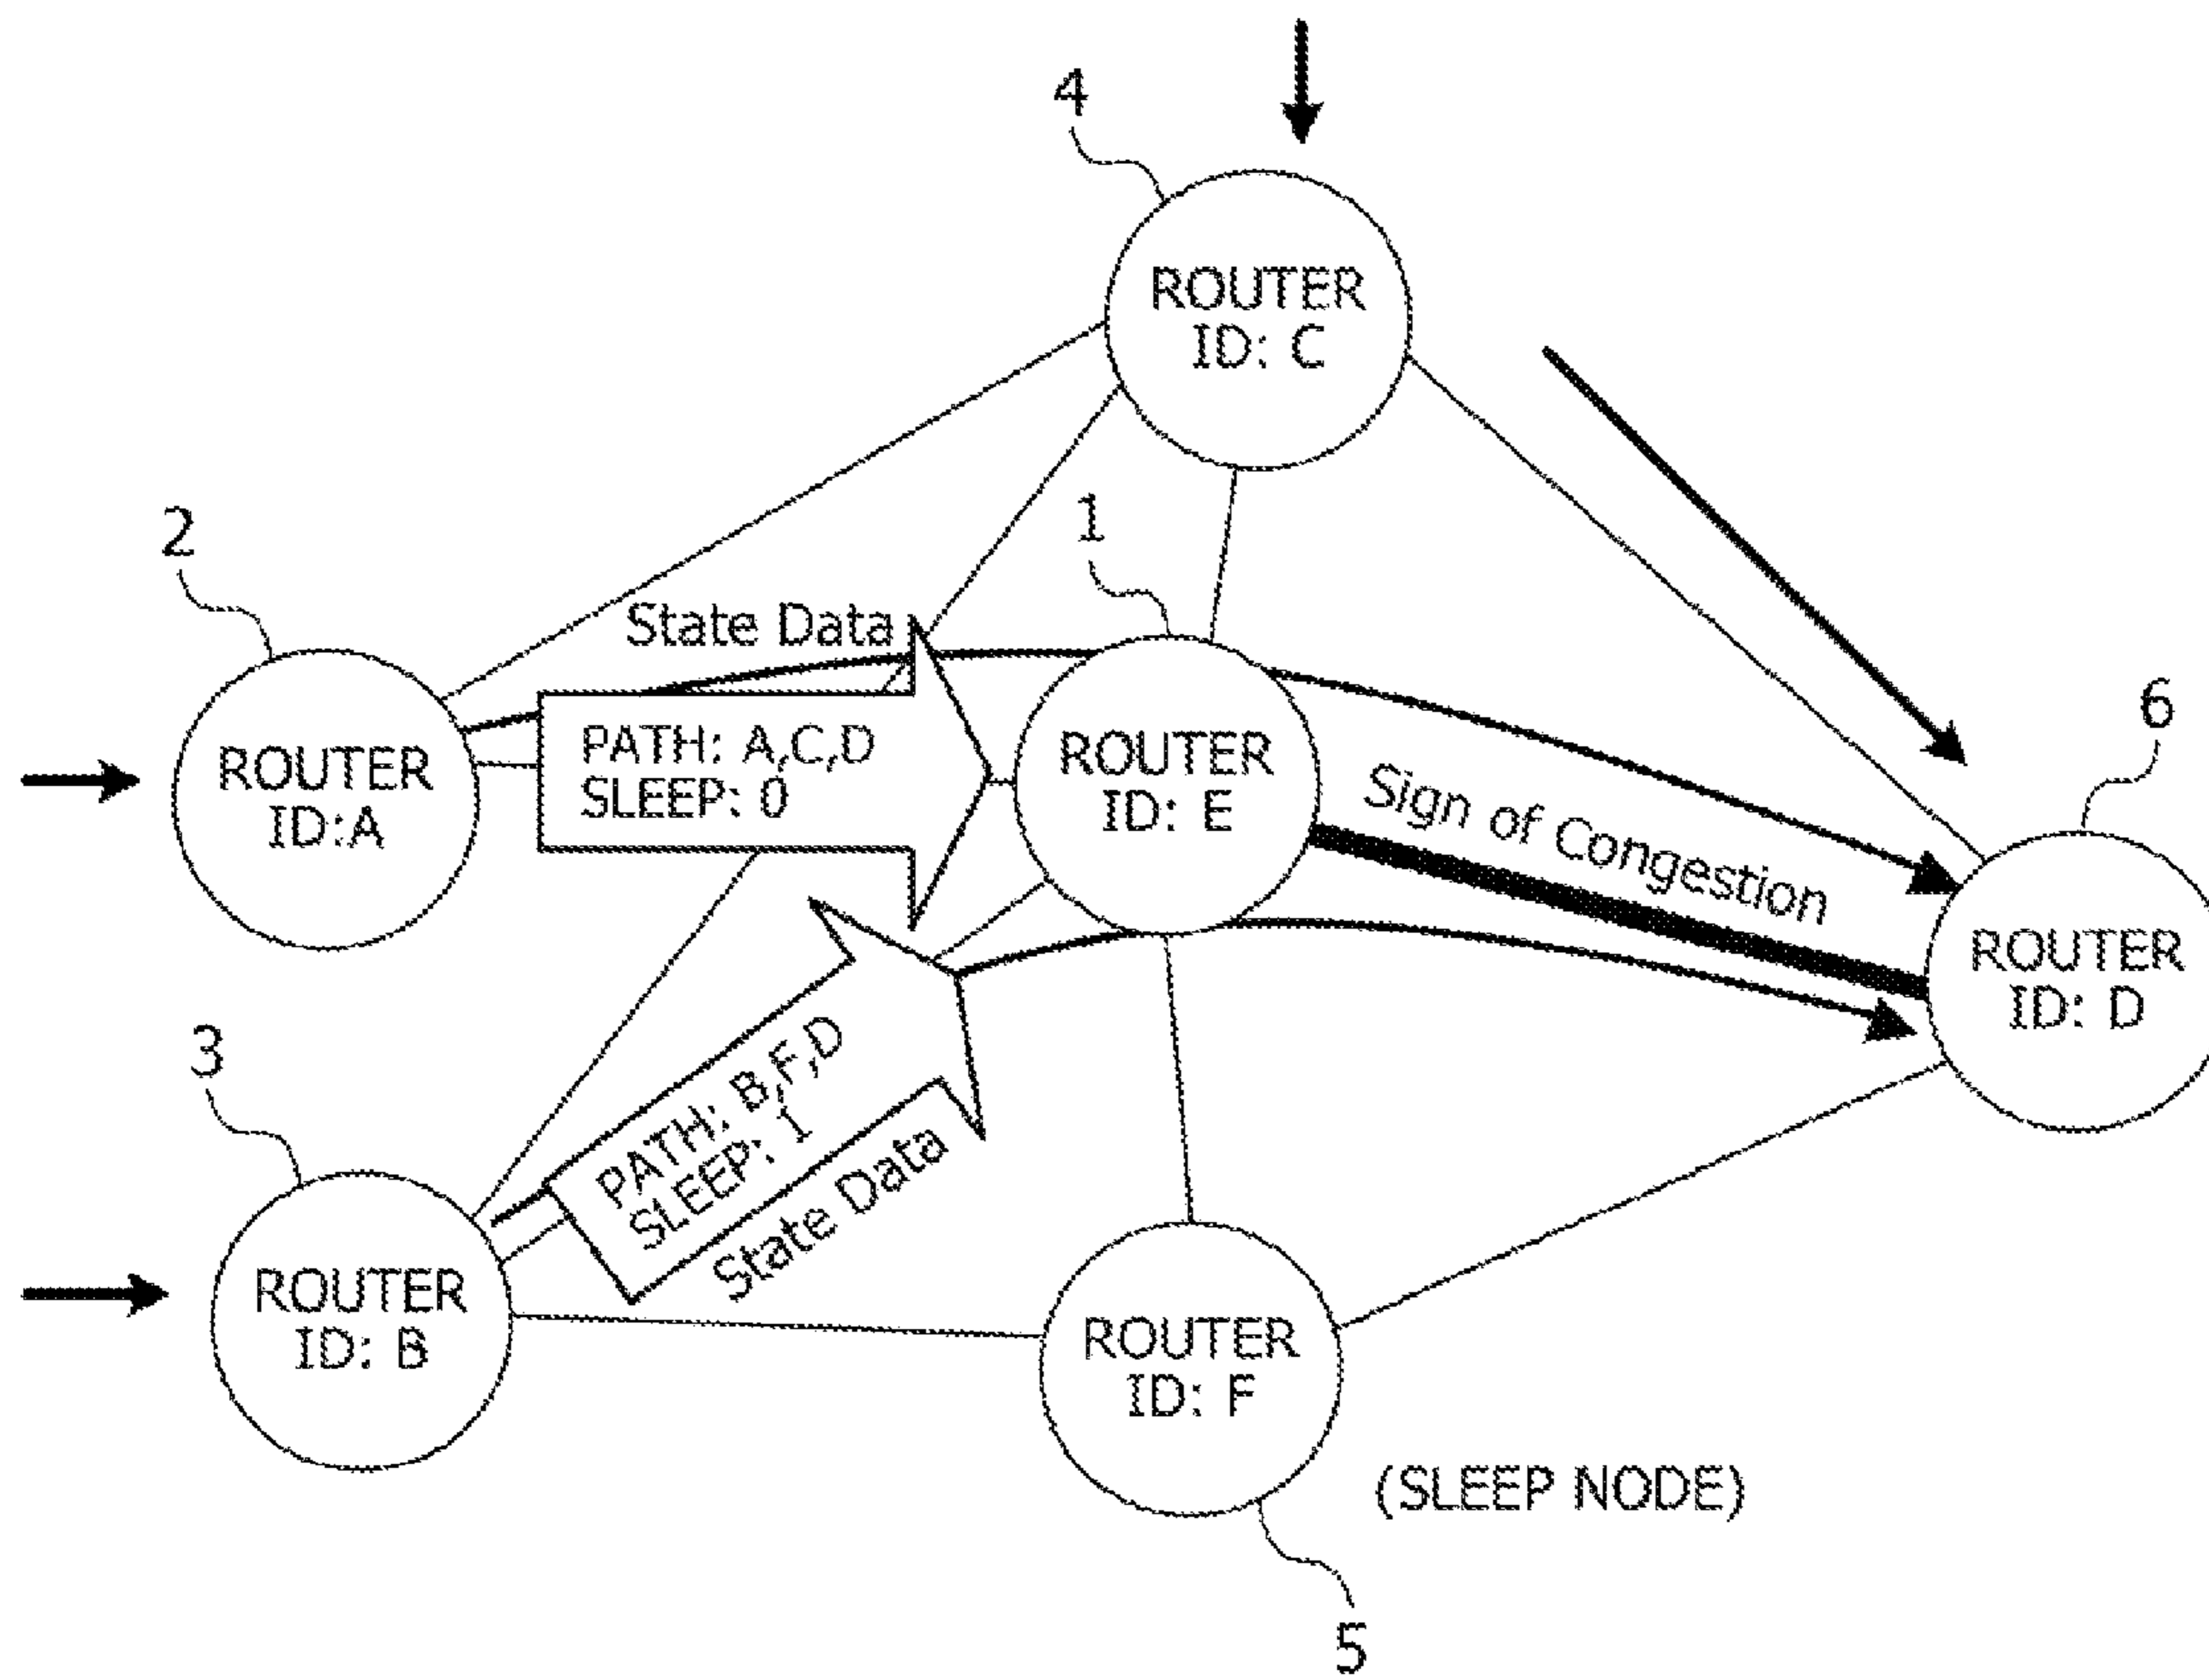 4
ROUTER
ID: C
2
1
State Data
6
ROUTER
ID:A
PATH: A,C,D
SLEEP: 0
ROUTER
ID: E
Sign of Congestion
ROUTER
ID: D
3
PATH: B,F,D
SLEEP: 1
State Data
ROUTER
ID: B
ROUTER
ID: F
(SLEEP NODE)
5